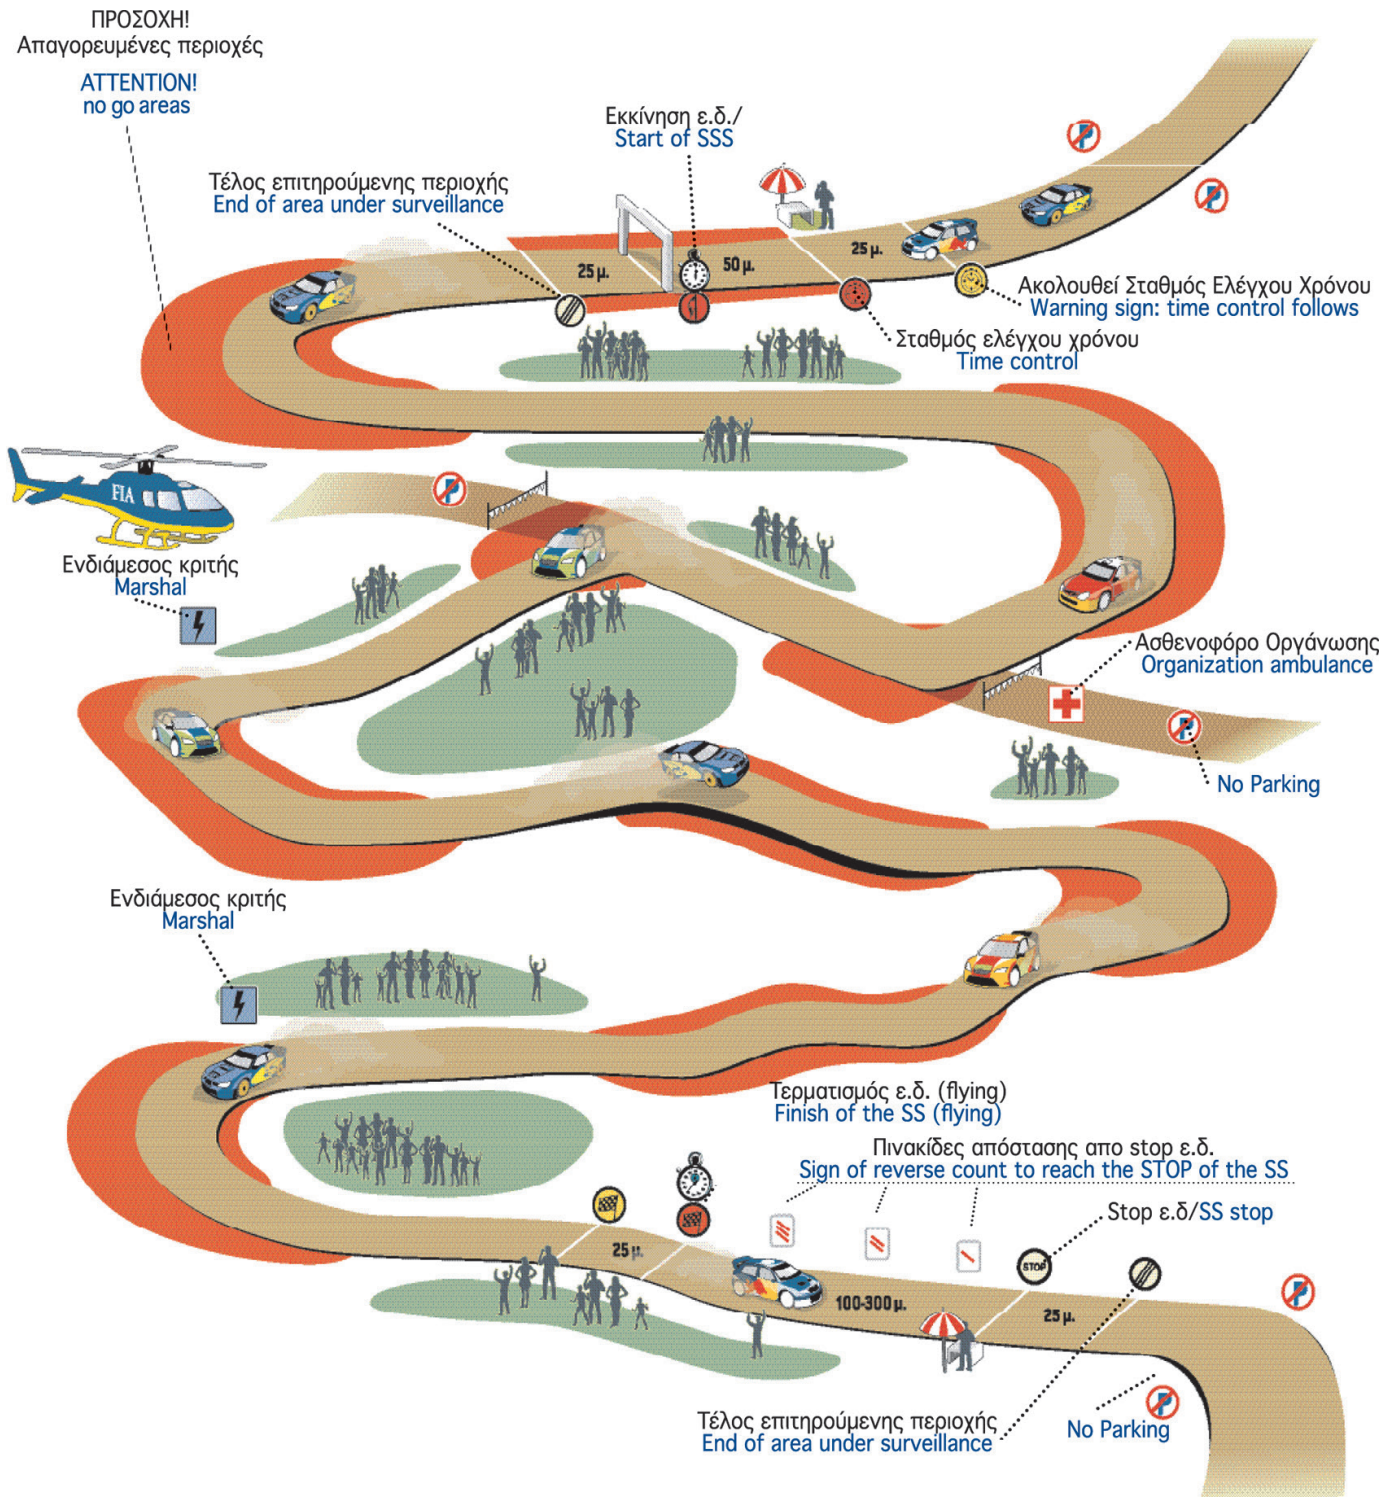 ΠΡΟΣΟΧΗ!
Απαγορευμένες περιοχές
ATTENTION!
no go areas
Εκκίνηση ε.δ./
Start of SSS
Τέλος επιτηρούμενης περιοχής
End of area under surveillance
25 μ.
50 μ.
25 μ.
Ακολουθεί Σταθμός Ελέγχου Χρόνου
Warning sign: time control follows
Σταθμός ελέγχου χρόνου
Time control
FIA
P
P
P
Ενδιάμεσος κριτής
Marshal
Ασθενοφόρο Οργάνωσης
Organization ambulance
P
No Parking
Ενδιάμεσος κριτής
Marshal
Τερματισμός ε.δ. (flying)
Finish of the SS (flying)
Πινακίδες απόστασης απο stop ε.δ.
Sign of reverse count to reach the STOP of the SS
Stop ε.δ/SS stop
STOP
25 μ.
100-300 μ.
25 μ.
P
P
Τέλος επιτηρούμενης περιοχής
End of area under surveillance
No Parking